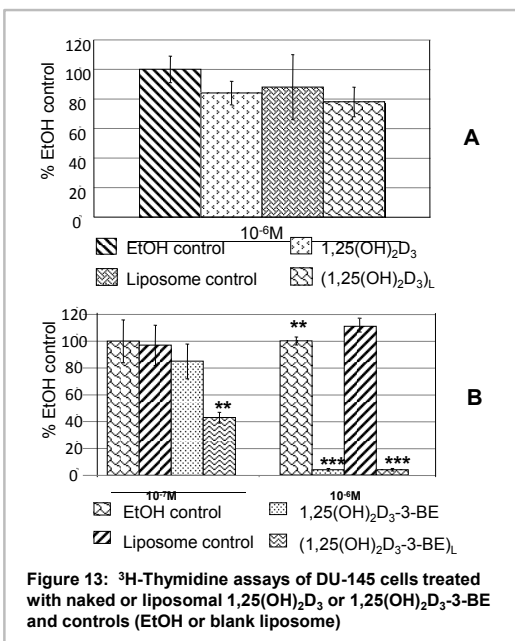 120
100
80
60
40
20
0
% EtOH control
A
10⁻⁶M
EtOH control 1,25(OH)₂D₃
Liposome control (1,25(OH)₂D₃)L
120
100
80
60
40
20
0
% EtOH control
**
**
***
***
B
10⁻⁷M 10⁻⁶M
EtOH control 1,25(OH)₂D₃-3-BE
Liposome control (1,25(OH)₂D₃-3-BE)L
Figure 13: ³H-Thymidine assays of DU-145 cells treated
with naked or liposomal 1,25(OH)₂D₃ or 1,25(OH)₂D₃-3-BE
and controls (EtOH or blank liposome)